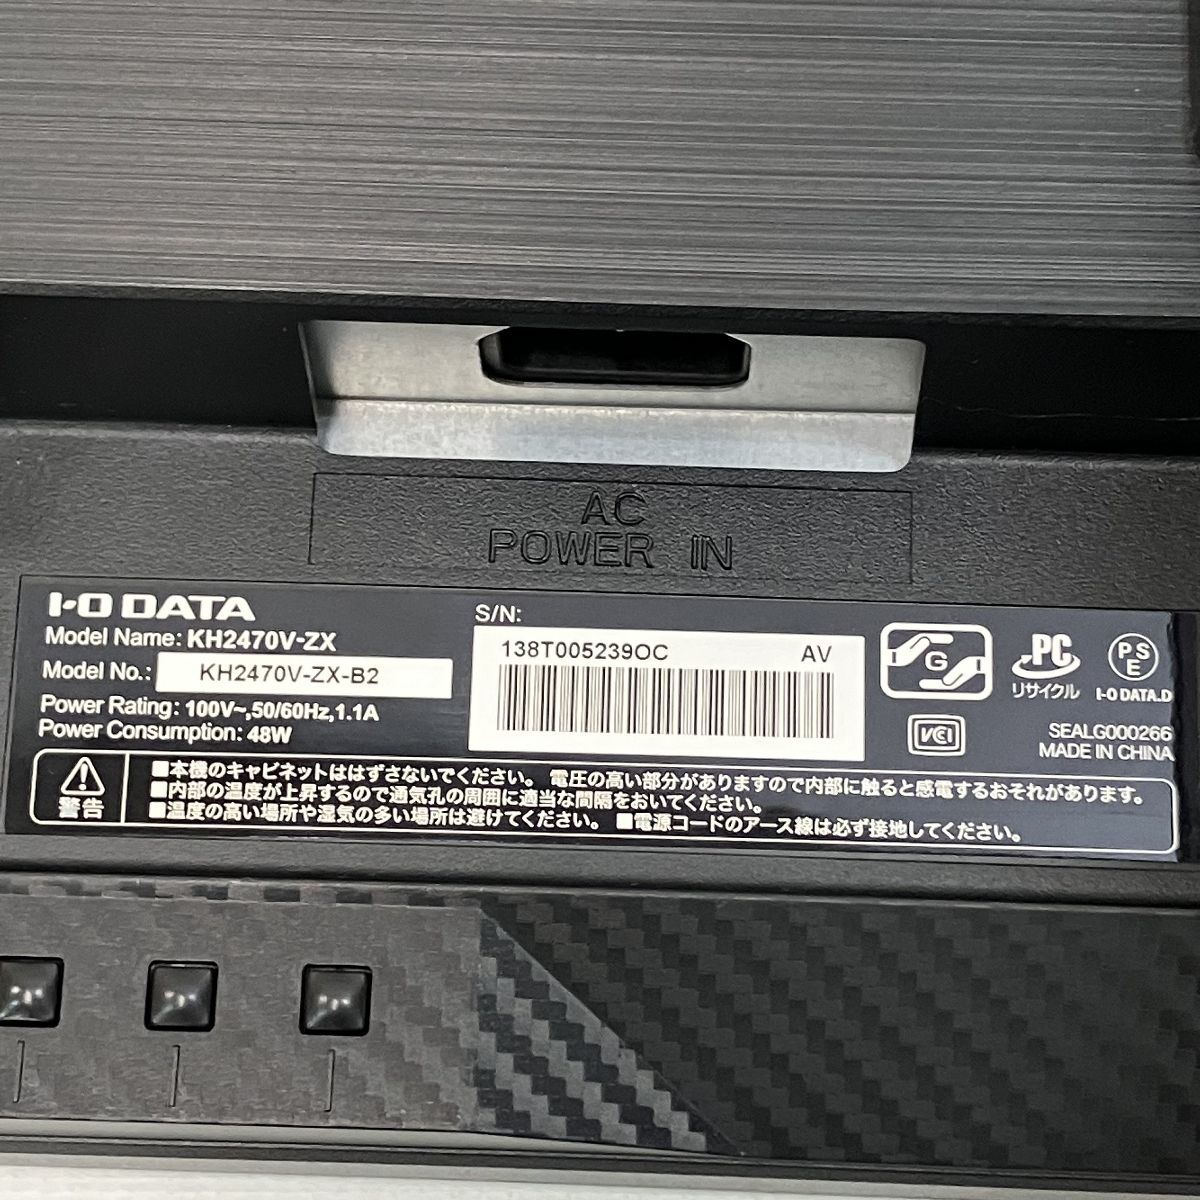 AC
POWER IN
I-O DATA
Model Name: KH2470V-ZX
Model No.: KH2470V-ZX-B2
Power Rating: 100V~,50/60Hz,1.1A
Power Consumption: 48W
S/N:
138T005239OC AV
G
PC
リサイクル
PS
E
I-O DATA.D
VCCI
SEALG000266
MADE IN CHINA
警告
■本機のキャビネットははずさないでください。 電圧の高い部分がありますので内部に触ると感電するおそれがあります。
■内部の温度が上昇するので通気孔の周囲に適当な間隔をおいてください。
■温度の高い場所や湿気の多い場所は避けてください。 ■電源コードのアース線は必ず接地してください。